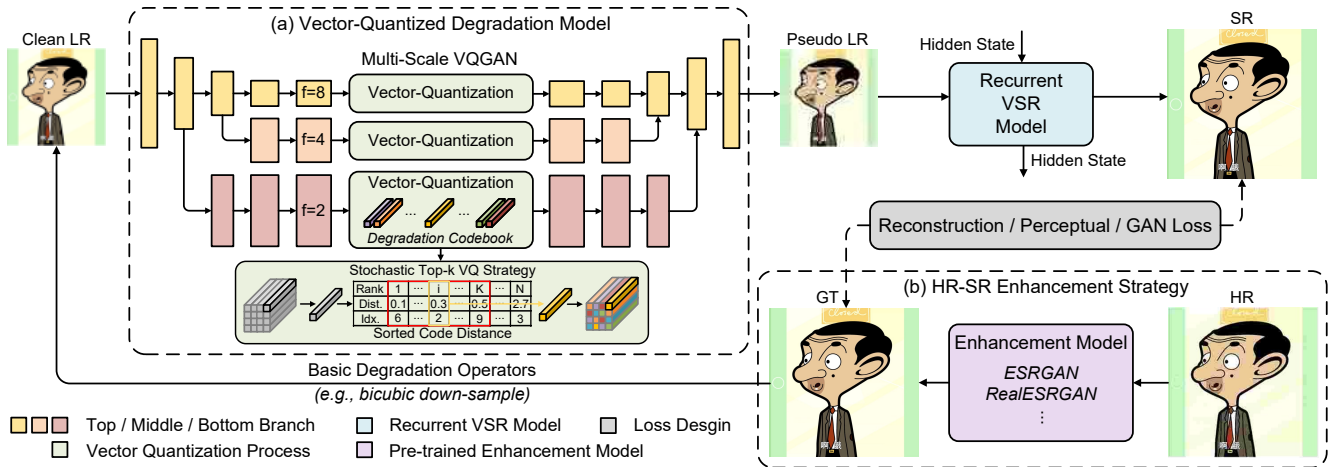 (a) Vector-Quantized Degradation Model
Clean LR
Multi-Scale VQGAN
f=8
Vector-Quantization
f=4
Vector-Quantization
f=2
Vector-Quantization
... ...
Degradation Codebook
Stochastic Top-k VQ Strategy
Rank 1 ... i ... K ... N
Dist. 0.1 ... 0.3 ... 0.5 ... 2.7
Idx. 6 ... 2 ... 9 ... 3
Sorted Code Distance
Pseudo LR
Hidden State
Recurrent
VSR
Model
Hidden State
SR
Cloud
Reconstruction / Perceptual / GAN Loss
(b) HR-SR Enhancement Strategy
GT
HR
Enhancement Model
ESRGAN
RealESRGAN
⋮
Basic Degradation Operators
(e.g., bicubic down-sample)
Top / Middle / Bottom Branch
Recurrent VSR Model
Loss Desgin
Vector Quantization Process
Pre-trained Enhancement Model